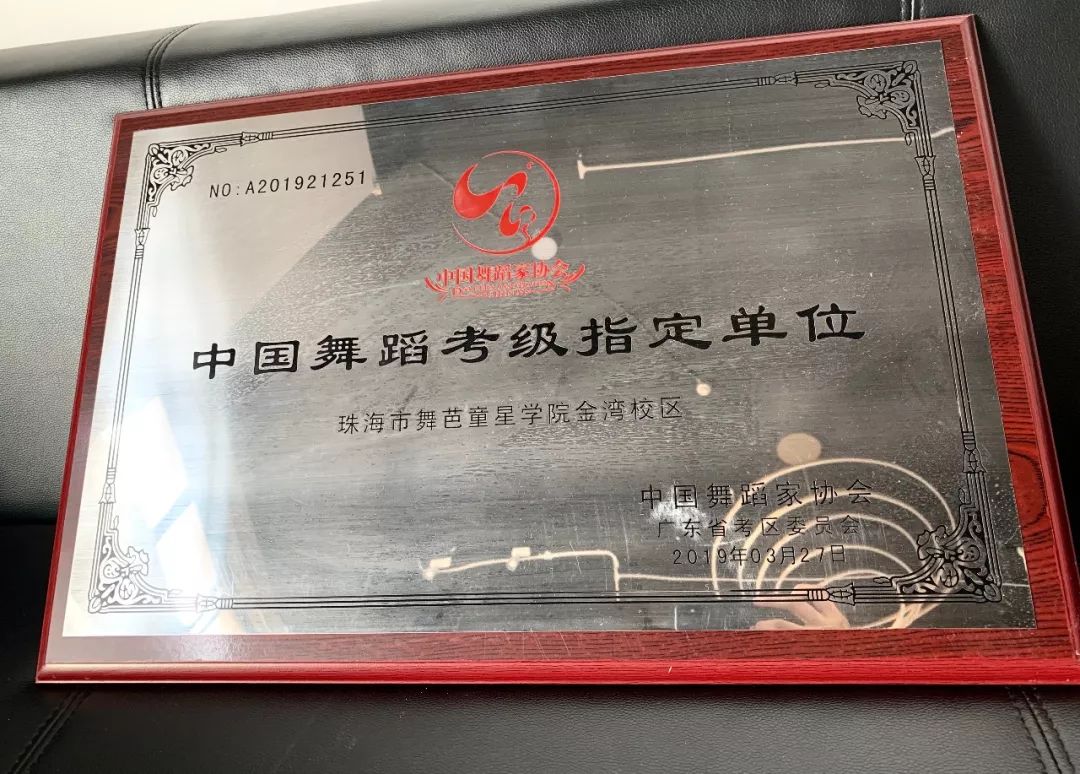 NO:A201921251
中国舞蹈家协会
中国舞蹈考级指定单位
珠海市舞芭童星学院金湾校区
中国舞蹈家协会
广东省考区委员会
2019年03月27日